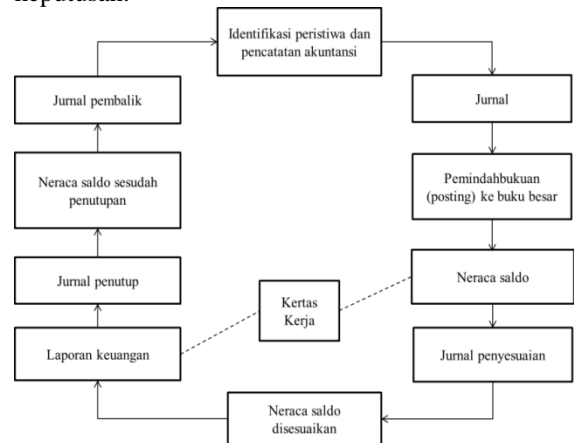 keputusan.
Identifikasi peristiwa dan
pencatatan akuntansi
Jurnal
Pemindahbukuan
(posting) ke buku besar
Neraca saldo
Jurnal penyesuaian
Neraca saldo
disesuaikan
Laporan keuangan
Jurnal penutup
Neraca saldo sesudah
penutupan
Jurnal pembalik
Kertas
Kerja